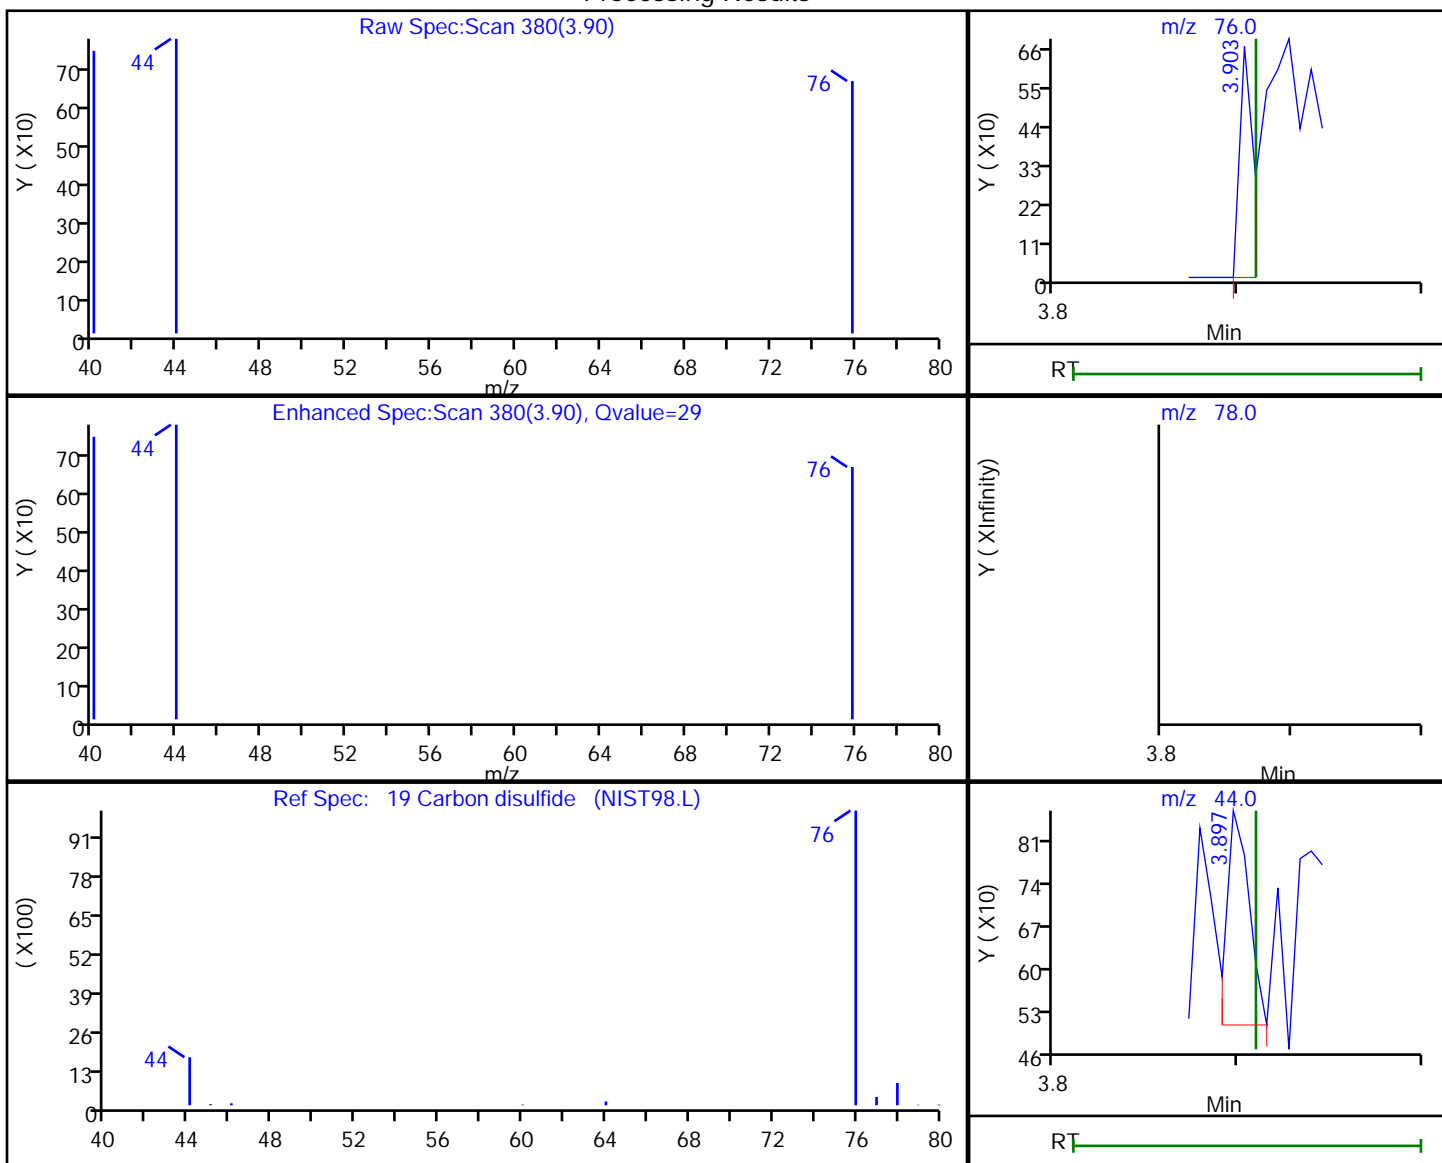 Processing Results
Raw Spec:Scan 380(3.90)
44
76
70
60
50
40
30
20
10
0
Y ( X10)
40 44 48 52 56 60 64 68 72 76 80
m/z
m/z 76.0
3.903
66
55
44
33
22
11
0
Y ( X10)
3.8
Min
RT
Enhanced Spec:Scan 380(3.90), Qvalue=29
44
76
70
60
50
40
30
20
10
0
Y ( X10)
40 44 48 52 56 60 64 68 72 76 80
m/z
m/z 78.0
Y ( XInfinity)
3.8
Min
Ref Spec: 19 Carbon disulfide (NIST98.L)
76
44
91
78
65
52
39
26
13
0
( X100)
40 44 48 52 56 60 64 68 72 76 80
m/z 44.0
3.897
81
74
67
60
53
46
Y ( X10)
3.8
Min
RT